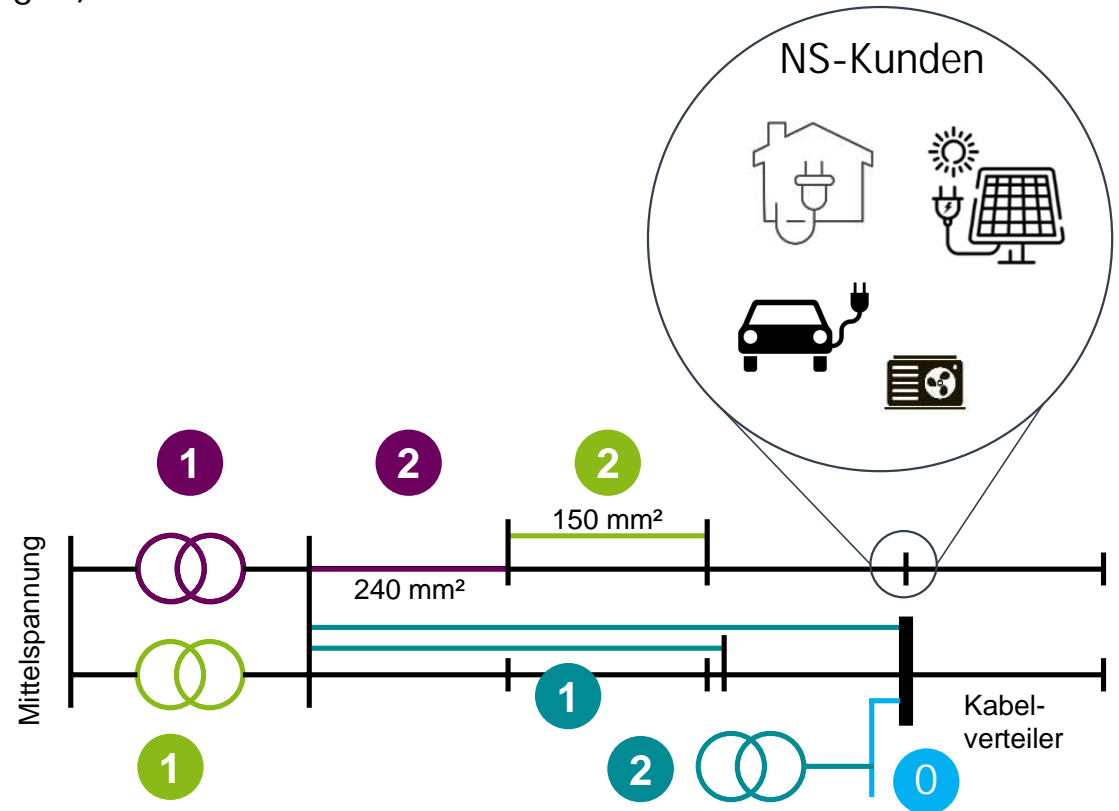 NS-Kunden
1
2
2
150 mm²
240 mm²
Mittelspannung
1
Kabel-
verteiler
1
2
0